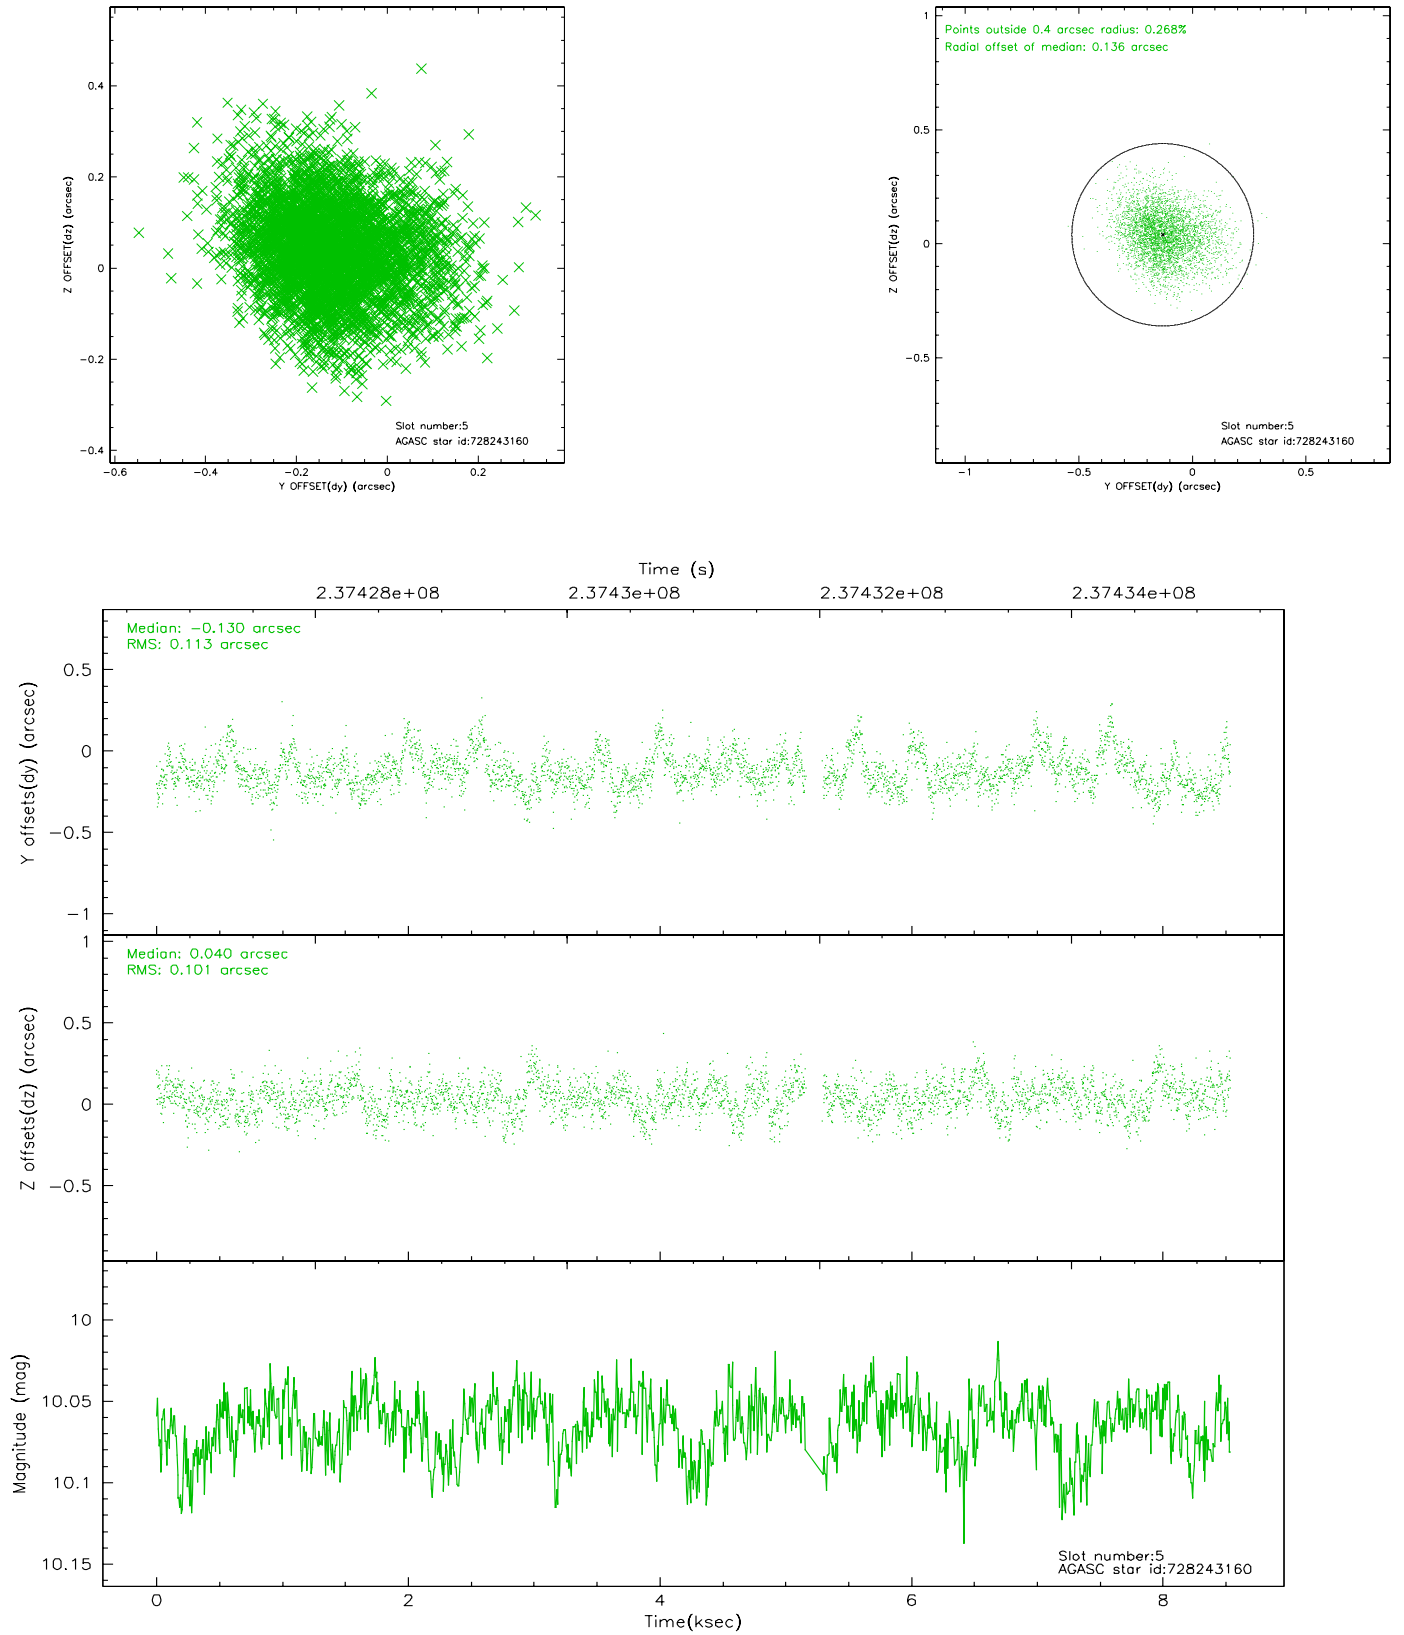 0.4
0.2
0
−0.2
−0.4
Z OFFSET(dz) (arcsec)
Slot number:5
AGASC star id:728243160
−0.6 −0.4 −0.2 0 0.2
Y OFFSET(dy) (arcsec)
Points outside 0.4 arcsec radius: 0.268%
Radial offset of median: 0.136 arcsec
1
0.5
0
−0.5
−1
Z OFFSET(dz) (arcsec)
Slot number:5
AGASC star id:728243160
−1 −0.5 0 0.5
Y OFFSET(dy) (arcsec)
Time (s)
2.37428e+08 2.3743e+08 2.37432e+08 2.37434e+08
Median: −0.130 arcsec
RMS: 0.113 arcsec
0.5
0
−0.5
−1
Y offsets(dy) (arcsec)
Median: 0.040 arcsec
RMS: 0.101 arcsec
1
0.5
0
−0.5
Z offsets(dz) (arcsec)
10
10.05
10.1
10.15
Magnitude (mag)
Slot number:5
AGASC star id:728243160
0 2 4 6 8
Time(ksec)